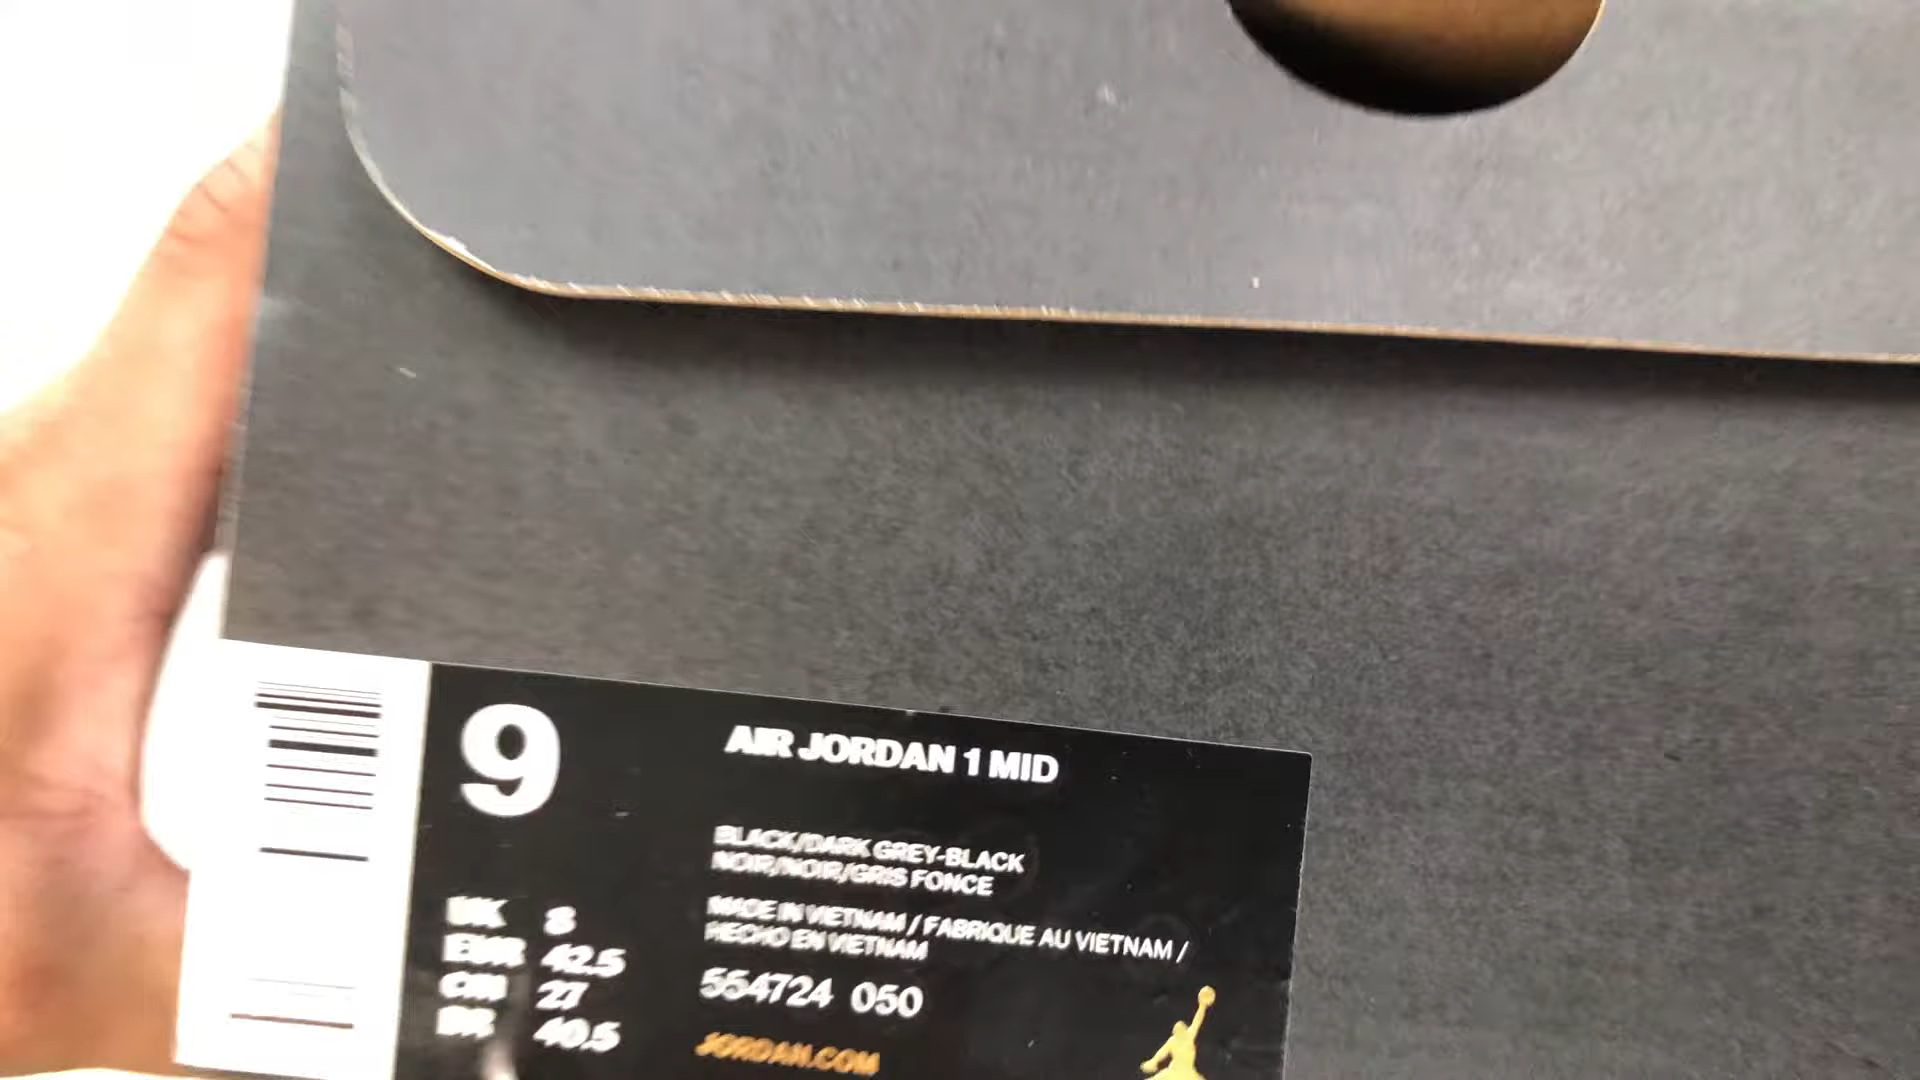 9
AIR JORDAN 1 MID
BLACK/DARK GREY-BLACK
NOIR/NOIR/GRIS FONCE
MADE IN VIETNAM / FABRIQUE AU VIETNAM /
HECHO EN VIETNAM
UK 8
EUR 42.5
CM 27
BR 40.5
554724 050
JORDAN.COM